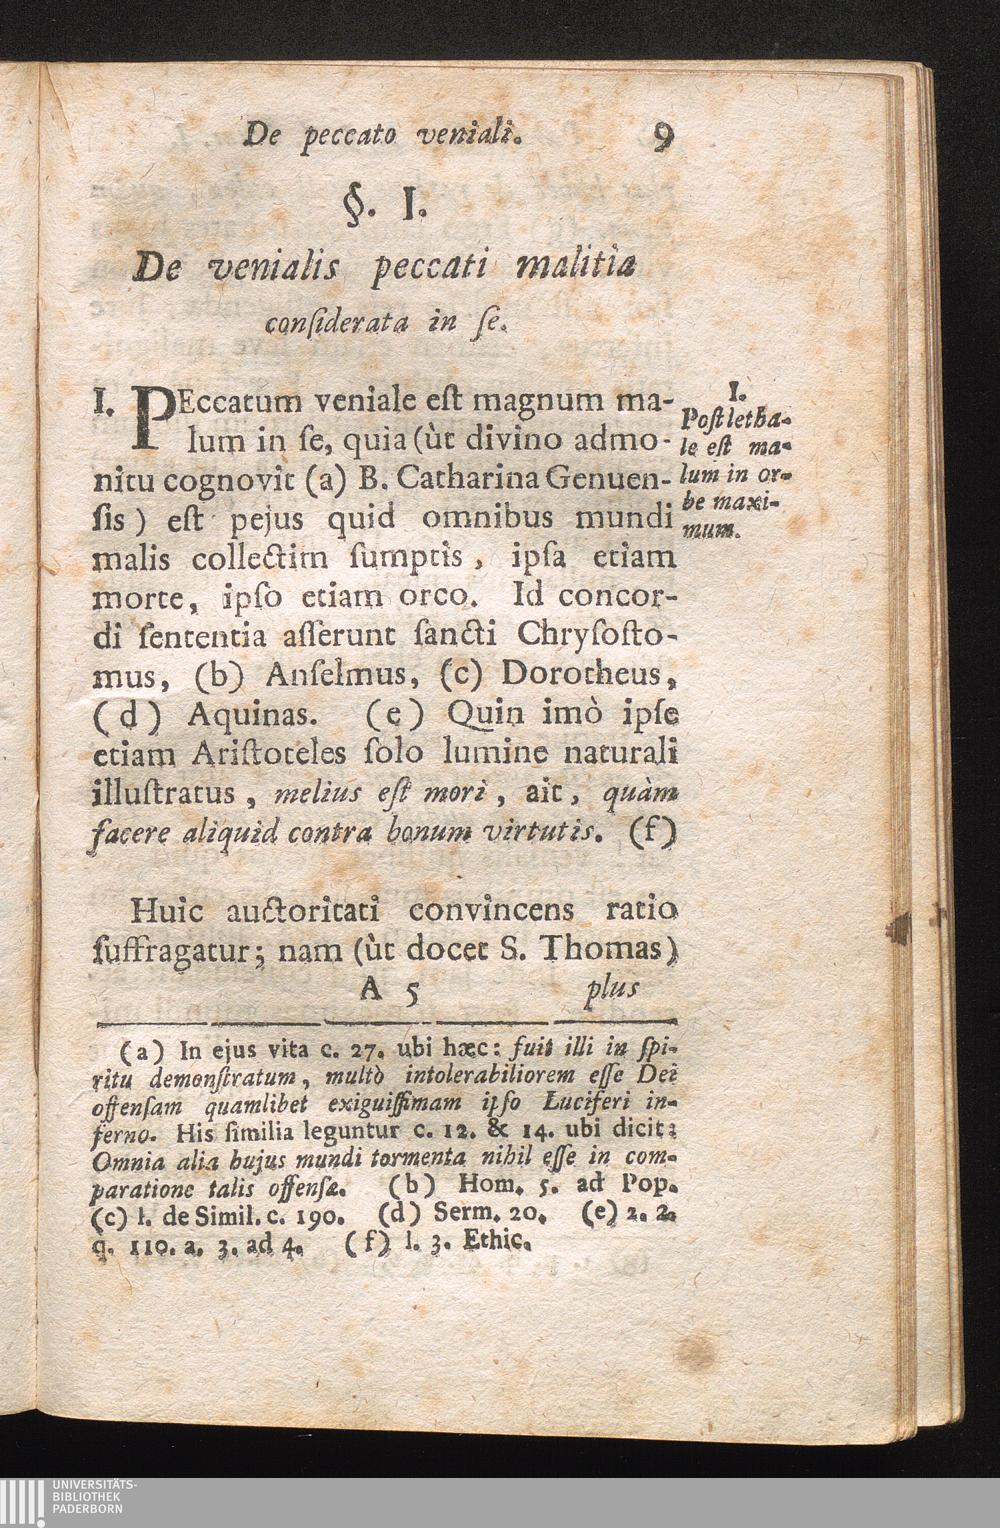 De peccato veniali. 9
§. I.
De venialis peccati malitia
conſiderata in ſe.
I. PEccatum veniale eſt magnum ma-
lum in ſe, quia (ùt divino admo-
nitu cognovit (a) B. Catharina Genuen-
ſis) eſt pejus quid omnibus mundi
malis collectim ſumptis, ipſa etiam
morte, ipſo etiam orco. Id concor-
di ſententia aſſerunt ſancti Chryſoſto-
mus, (b) Anſelmus, (c) Dorotheus,
(d) Aquinas. (e) Quin imò ipſe
etiam Ariſtoteles ſolo lumine naturali
illuſtratus, melius eſt mori, ait, quàm
facere aliquid contra bonum virtutis. (f)
I.
Poſt letha-
le eſt ma-
lum in or-
be maxi-
mum.
Huic auctoritati convincens ratio
ſuffragatur; nam (ùt docet S. Thomas)
A 5 plus
(a) In ejus vita c. 27. ubi hæc: fuit illi in ſpi-
ritu demonſtratum, multò intolerabiliorem eſſe Dei
offenſam quamlibet exiguiſſimam ipſo Luciferi in-
ferno. His ſimilia leguntur c. 12. & 14. ubi dicit:
Omnia alia hujus mundi tormenta nihil eſſe in com-
paratione talis offenſæ. (b) Hom. 5. ad Pop.
(c) l. de Simil. c. 190. (d) Serm. 20. (e) 2. 2.
q. 110. a. 3. ad 4. (f) l. 3. Ethic.
UNIVERSITÄTS-
BIBLIOTHEK
PADERBORN